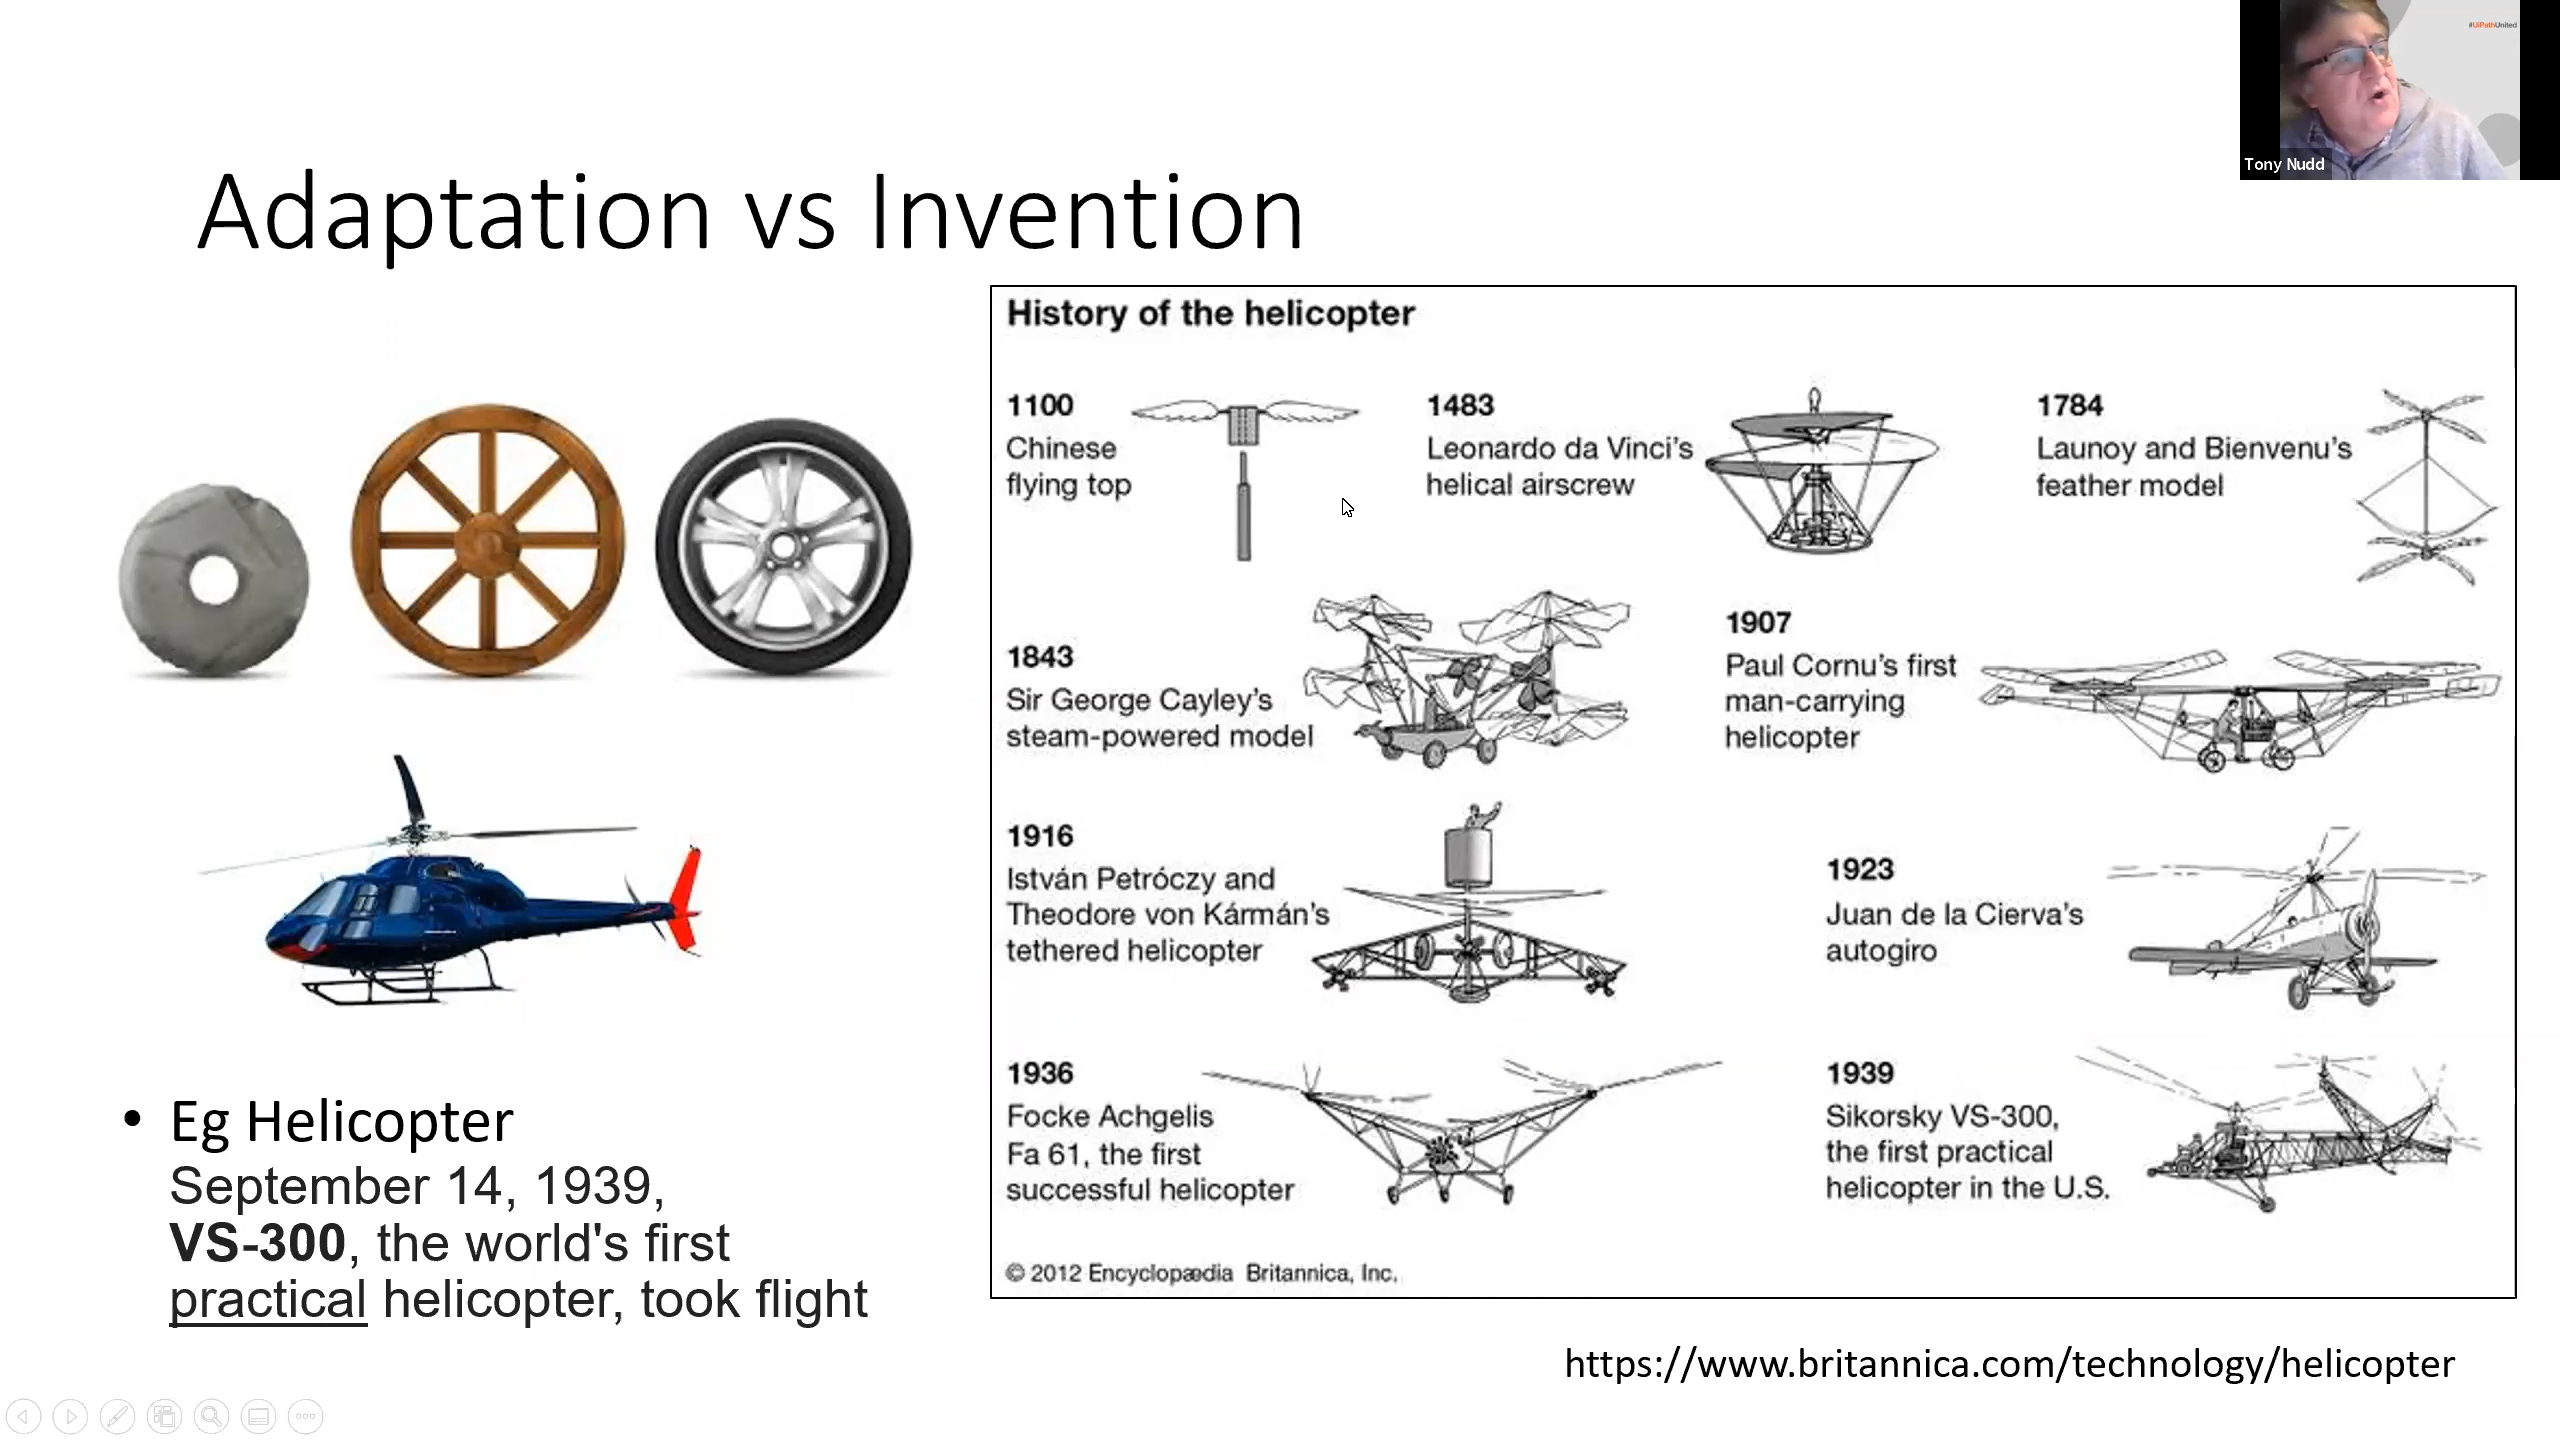 #UiPathUnited
Tony Nudd
Adaptation vs Invention
History of the helicopter
1100
Chinese
flying top
1483
Leonardo da Vinci's
helical airscrew
1784
Launoy and Bienvenu's
feather model
1843
Sir George Cayley's
steam-powered model
1907
Paul Cornu's first
man-carrying
helicopter
1916
István Petróczy and
Theodore von Kármán's
tethered helicopter
1923
Juan de la Cierva's
autogiro
1936
Focke Achgelis
Fa 61, the first
successful helicopter
1939
Sikorsky VS-300,
the first practical
helicopter in the U.S.
© 2012 Encyclopædia Britannica, Inc.
• Eg Helicopter
September 14, 1939,
VS-300, the world's first
practical helicopter, took flight
https://www.britannica.com/technology/helicopter